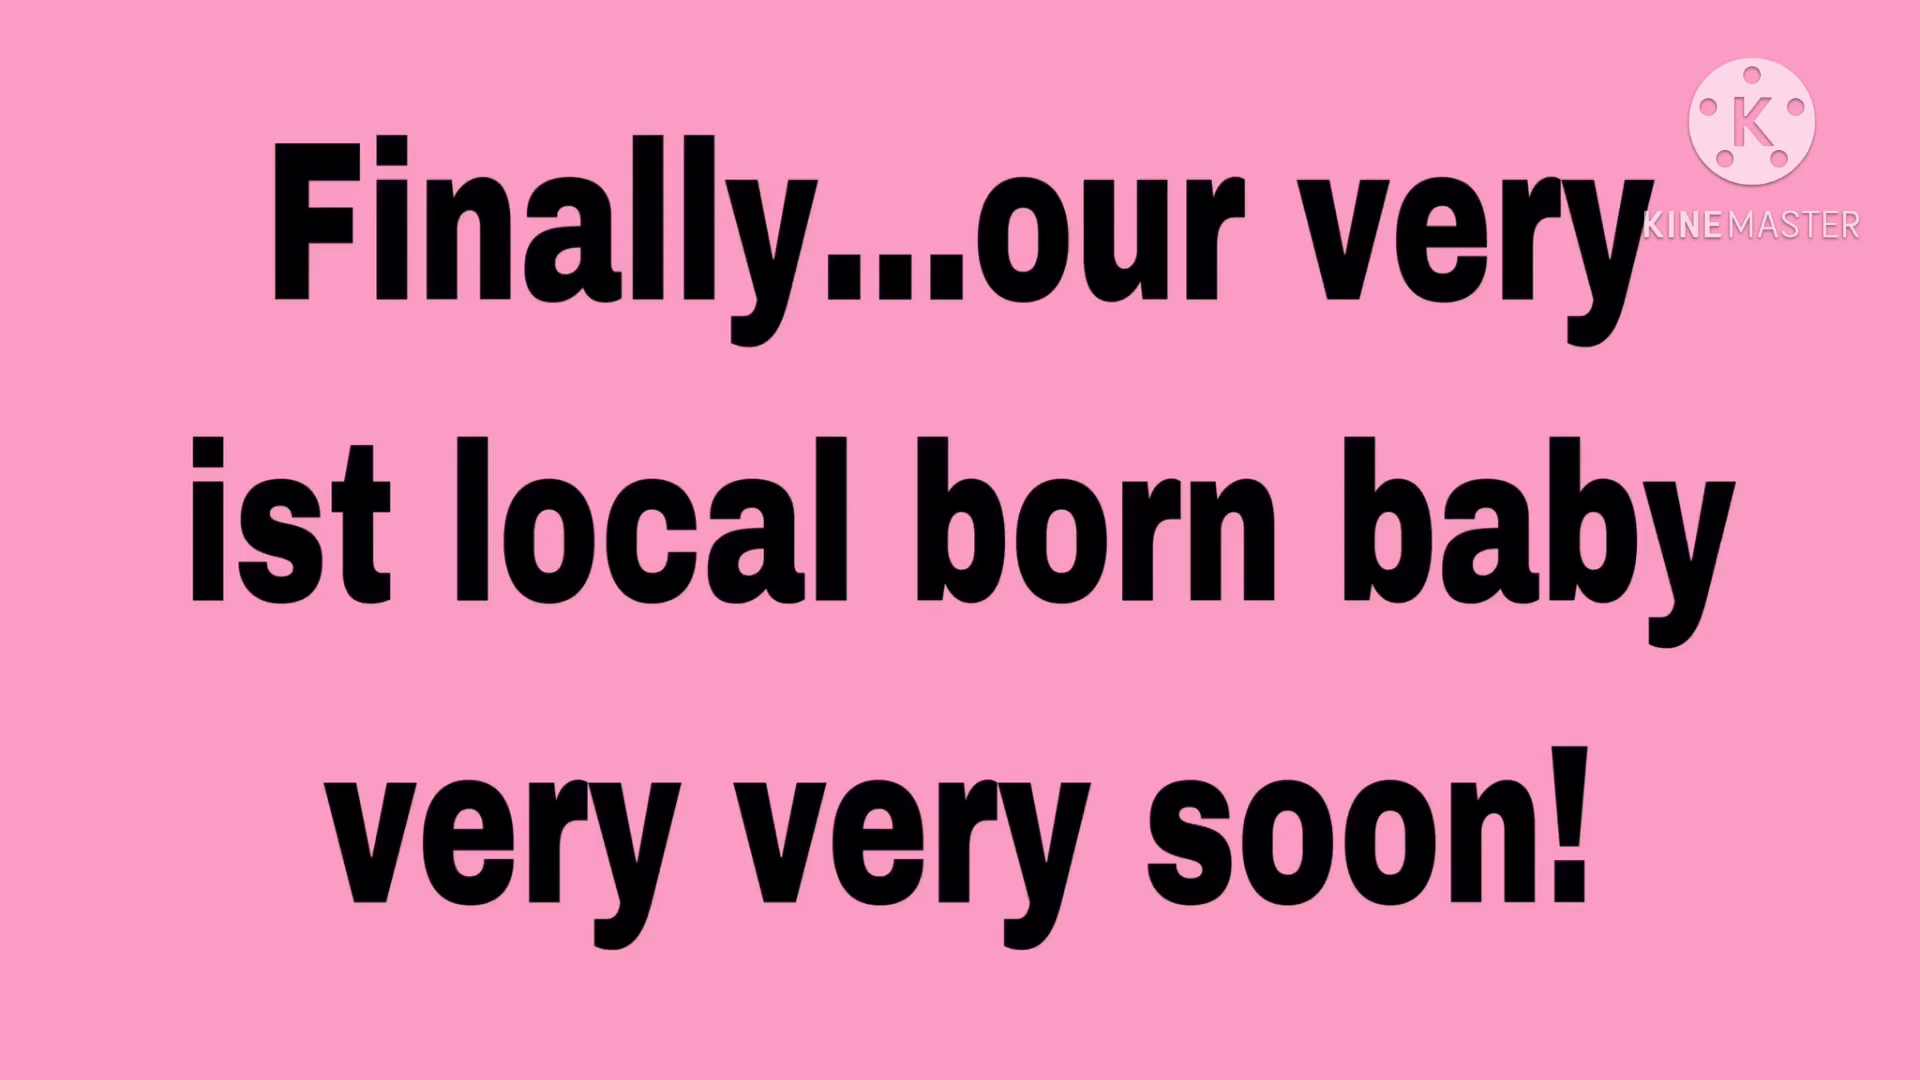 Finally...our very
ist local born baby
very very soon!
K
KINEMASTER